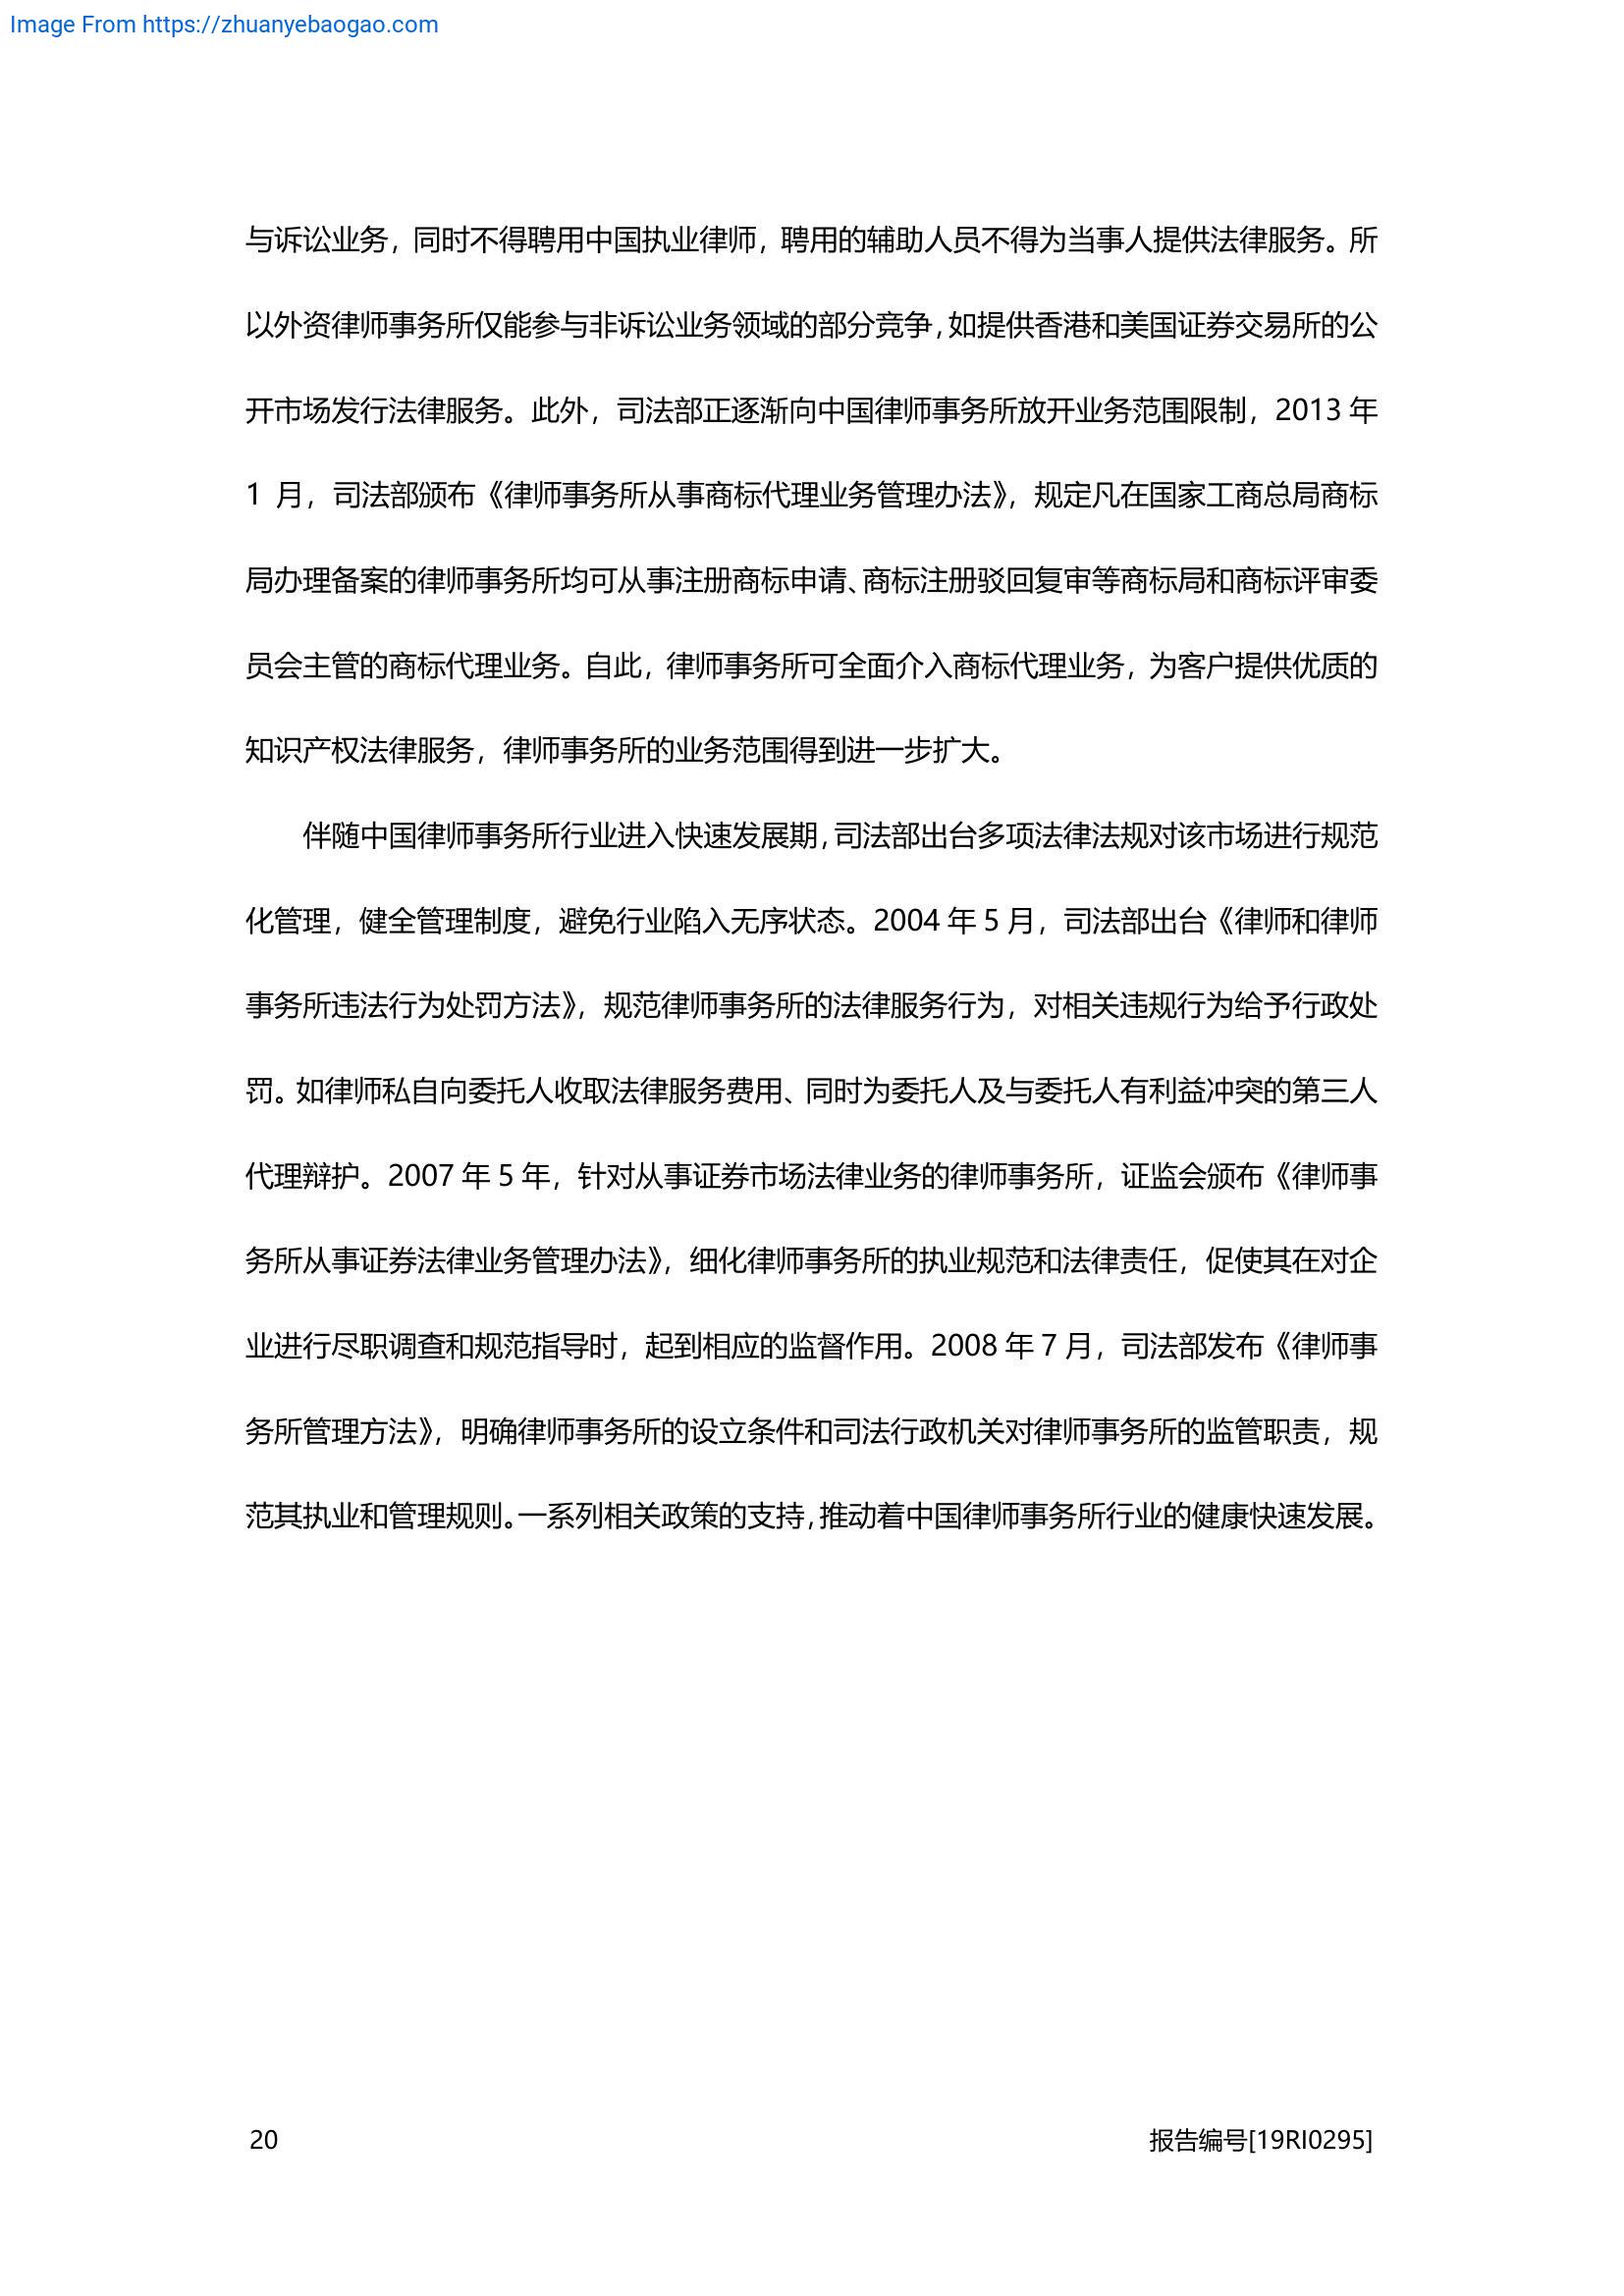 Image From https://zhuanyebaogao.com
与诉讼业务，同时不得聘用中国执业律师，聘用的辅助人员不得为当事人提供法律服务。所
以外资律师事务所仅能参与非诉讼业务领域的部分竞争，如提供香港和美国证券交易所的公
开市场发行法律服务。此外，司法部正逐渐向中国律师事务所放开业务范围限制，2013 年
1 月，司法部颁布《律师事务所从事商标代理业务管理办法》，规定凡在国家工商总局商标
局办理备案的律师事务所均可从事注册商标申请、商标注册驳回复审等商标局和商标评审委
员会主管的商标代理业务。自此，律师事务所可全面介入商标代理业务，为客户提供优质的
知识产权法律服务，律师事务所的业务范围得到进一步扩大。
伴随中国律师事务所行业进入快速发展期，司法部出台多项法律法规对该市场进行规范
化管理，健全管理制度，避免行业陷入无序状态。2004 年 5 月，司法部出台《律师和律师
事务所违法行为处罚方法》，规范律师事务所的法律服务行为，对相关违规行为给予行政处
罚。如律师私自向委托人收取法律服务费用、同时为委托人及与委托人有利益冲突的第三人
代理辩护。2007 年 5 年，针对从事证券市场法律业务的律师事务所，证监会颁布《律师事
务所从事证券法律业务管理办法》，细化律师事务所的执业规范和法律责任，促使其在对企
业进行尽职调查和规范指导时，起到相应的监督作用。2008 年 7 月，司法部发布《律师事
务所管理方法》，明确律师事务所的设立条件和司法行政机关对律师事务所的监管职责，规
范其执业和管理规则。一系列相关政策的支持，推动着中国律师事务所行业的健康快速发展。
20 报告编号[19RI0295]